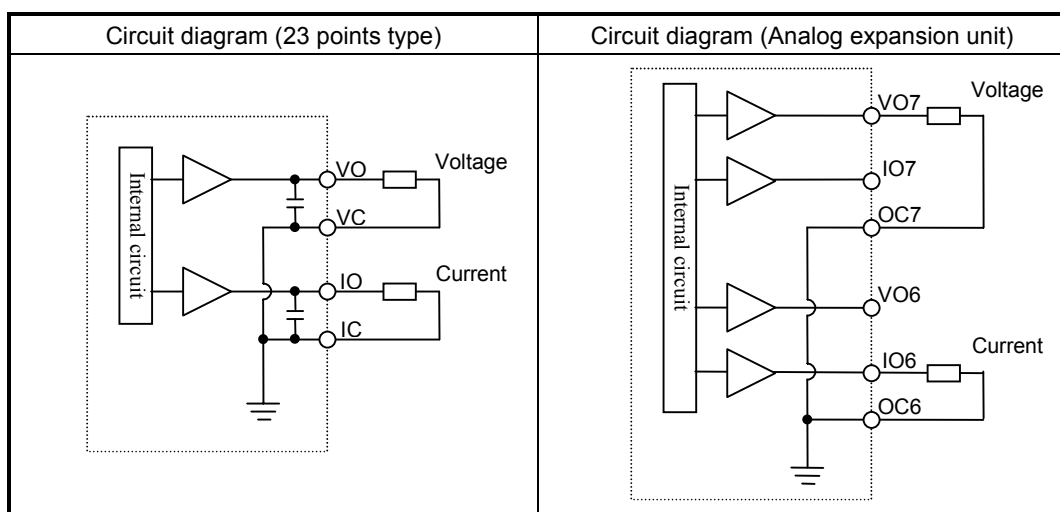 Circuit diagram (23 points type)
Internal circuit
VO
Voltage
VC
IO
Current
IC
Circuit diagram (Analog expansion unit)
Internal circuit
VO7
Voltage
IO7
OC7
VO6
IO6
Current
OC6